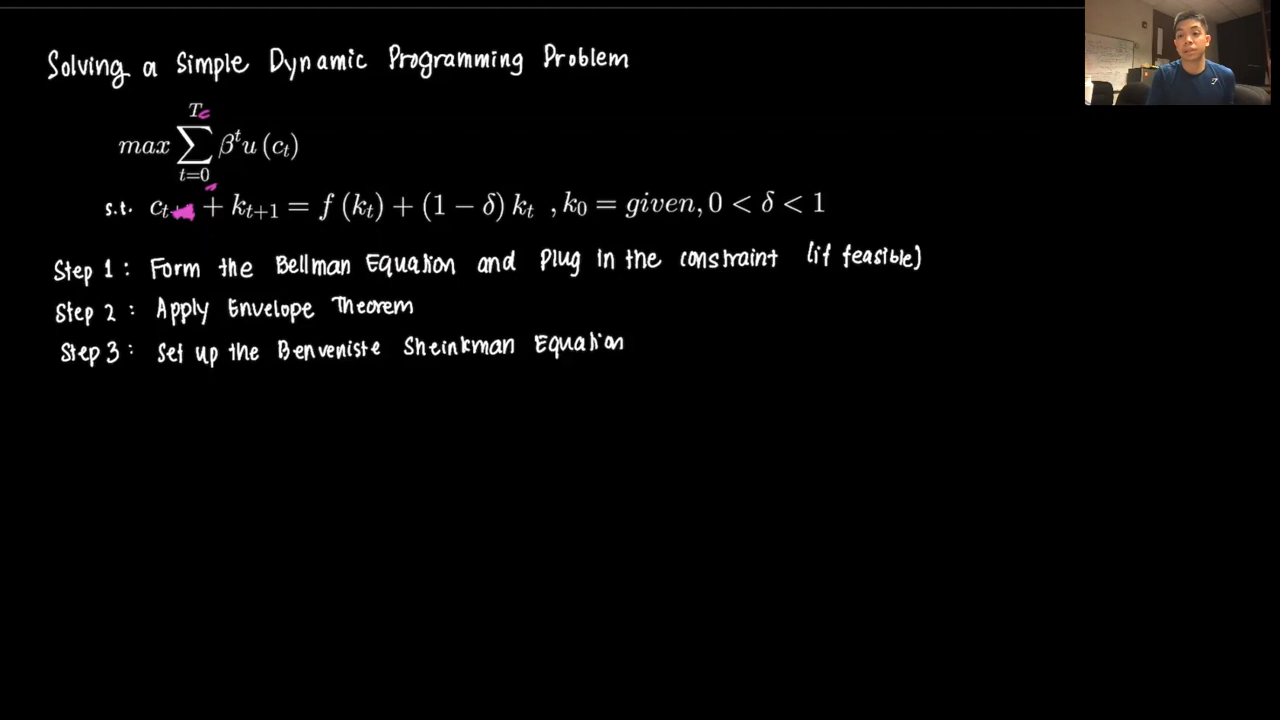 Solving a Simple Dynamic Programming Problem
T
max ∑ β^t u (c_t)
t=0
s.t. c_t + k_{t+1} = f (k_t) + (1 − δ) k_t , k_0 = given, 0 < δ < 1
Step 1 : Form the Bellman Equation and Plug in the constraint (if feasible)
Step 2 : Apply Envelope Theorem
Step 3 : Set up the Benveniste Sheinkman Equation